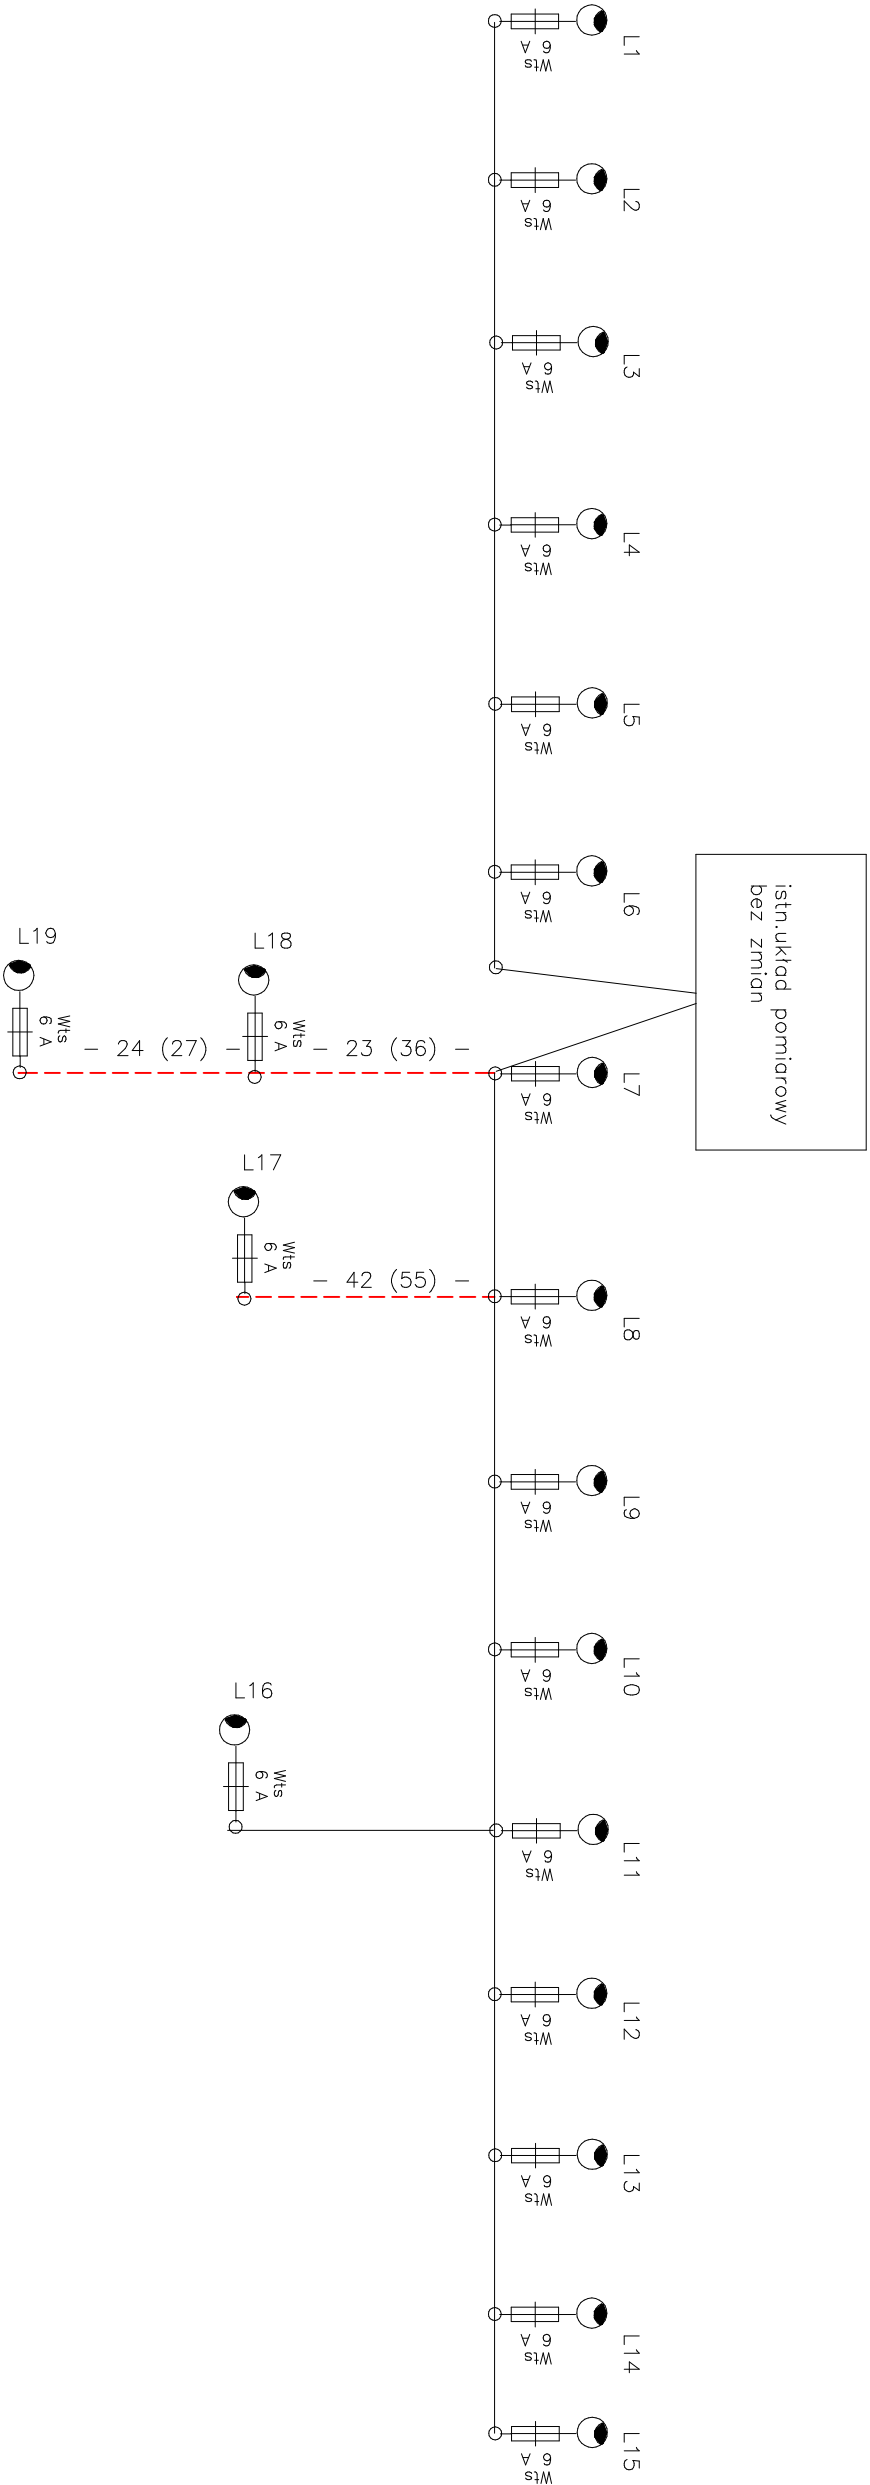 L1
6 A
Wts
L2
6 A
Wts
L3
6 A
Wts
L4
6 A
Wts
L5
6 A
Wts
L6
6 A
Wts
istn.układ pomiarowy
bez zmian
L19
Wts
6 A
- 24 (27) -
L18
Wts
6 A
- 23 (36) -
L7
6 A
Wts
L17
Wts
6 A
- 42 (55) -
L8
6 A
Wts
L9
6 A
Wts
L10
6 A
Wts
L16
Wts
6 A
L11
6 A
Wts
L12
6 A
Wts
L13
6 A
Wts
L14
6 A
Wts
L15
6 A
Wts